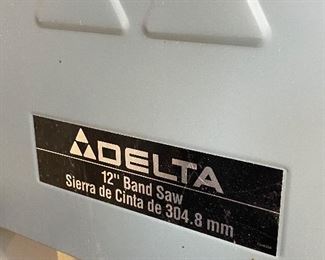 DELTA
12" Band Saw
Sierra de Cinta de 304.8 mm